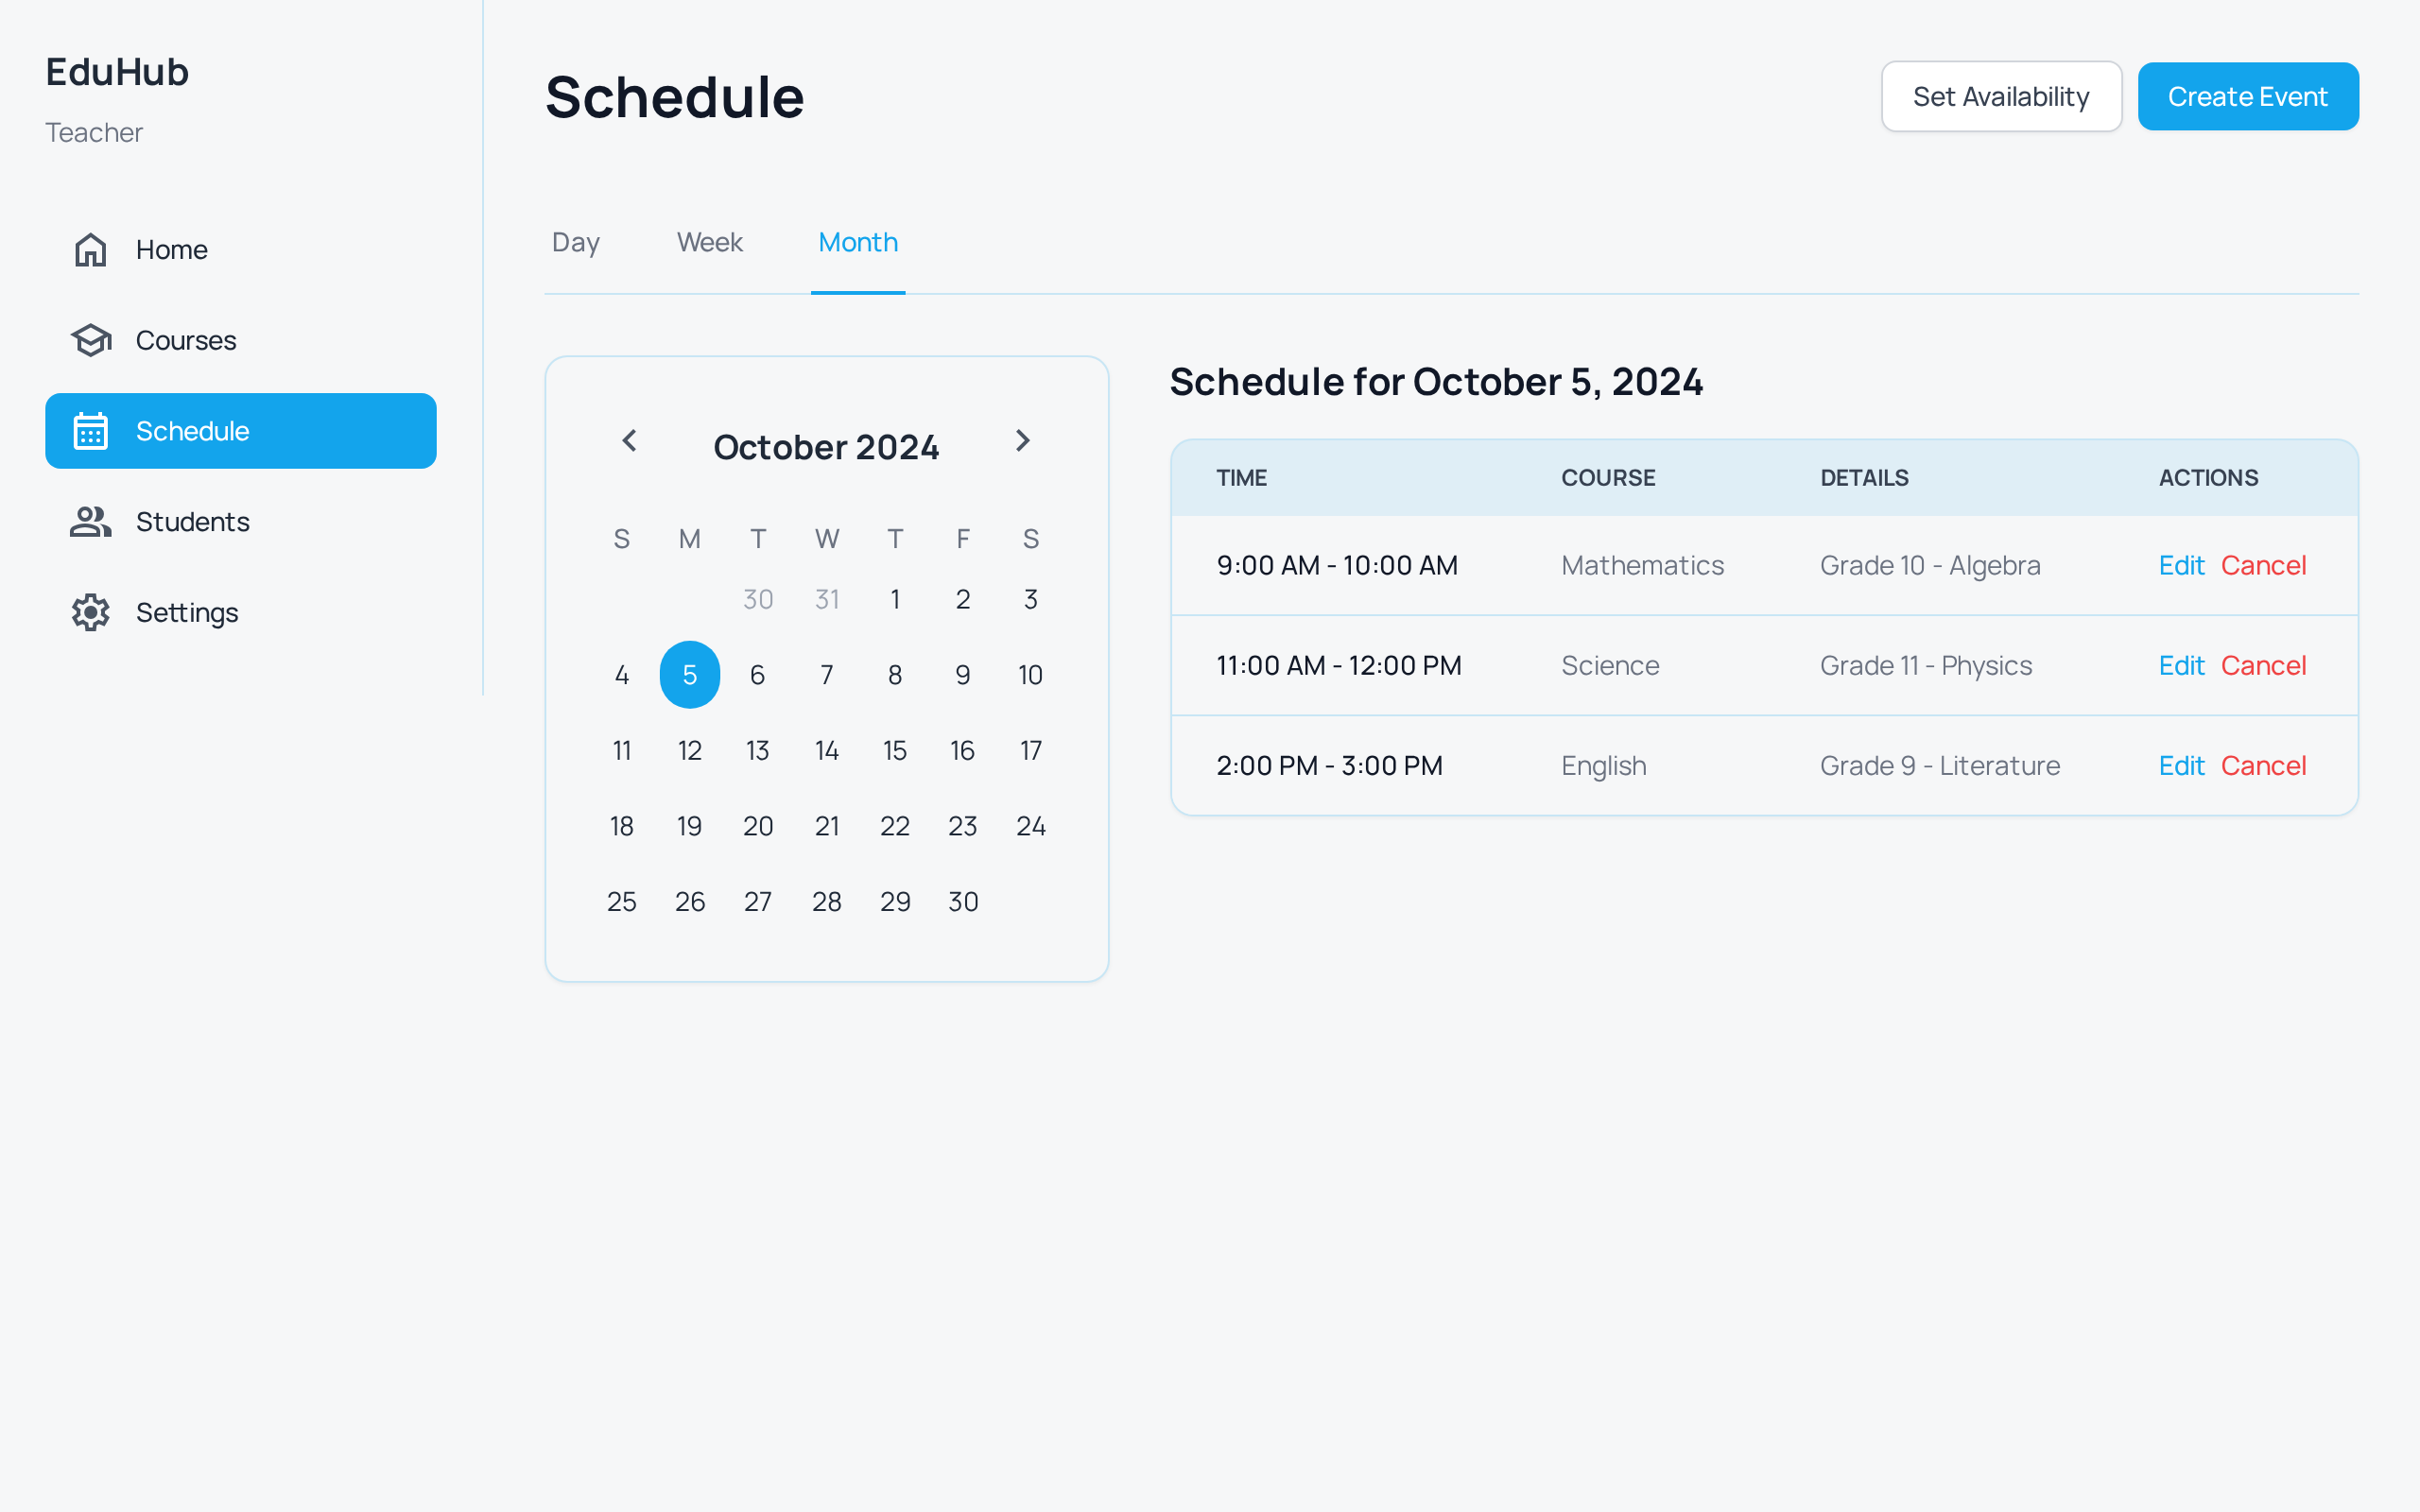 EduHub
Teacher
Home
Courses
Schedule
Students
Settings
Schedule
Set Availability
Create Event
Day Week Month
October 2024
S M T W T F S
30 31 1 2 3
4 5 6 7 8 9 10
11 12 13 14 15 16 17
18 19 20 21 22 23 24
25 26 27 28 29 30
Schedule for October 5, 2024
TIME COURSE DETAILS ACTIONS
9:00 AM - 10:00 AM Mathematics Grade 10 - Algebra Edit Cancel
11:00 AM - 12:00 PM Science Grade 11 - Physics Edit Cancel
2:00 PM - 3:00 PM English Grade 9 - Literature Edit Cancel